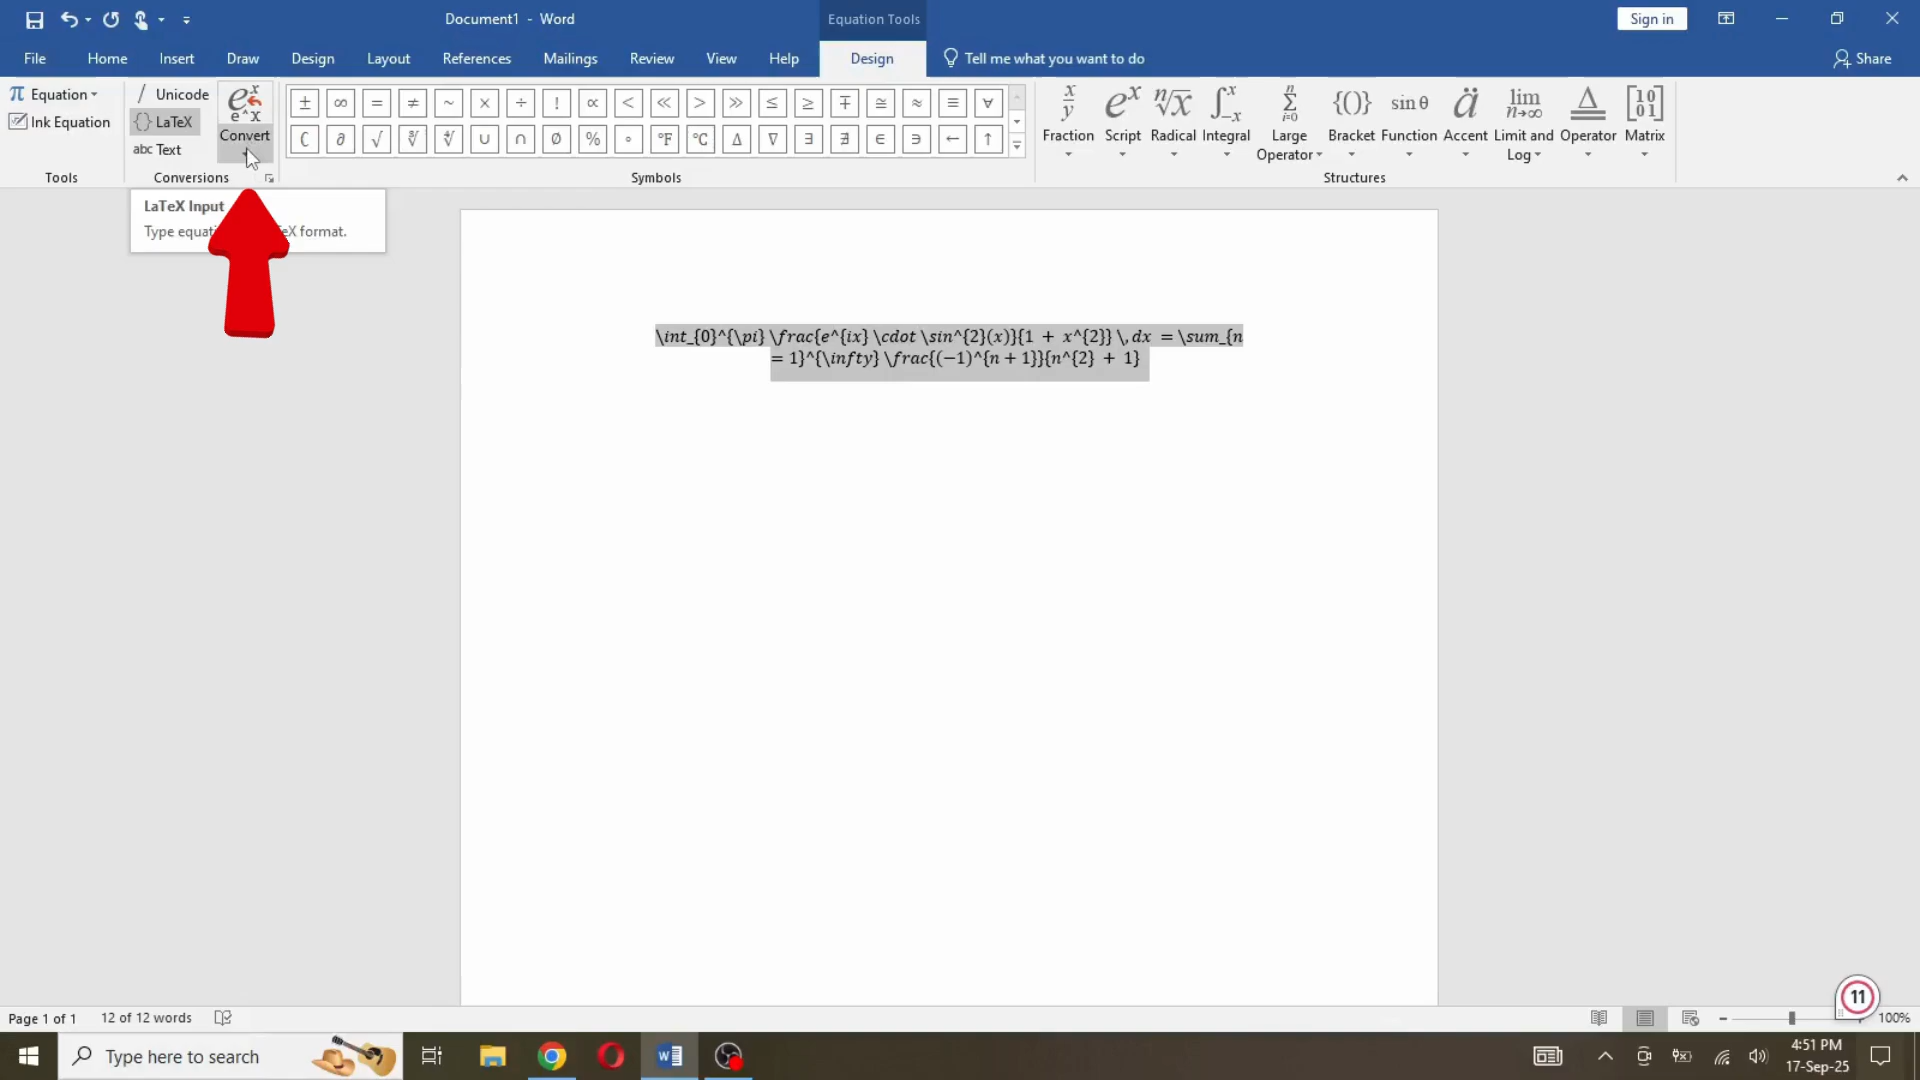 Document1 - Word
Equation Tools
Sign in
File Home Insert Draw Design Layout References Mailings Review View Help Design Tell me what you want to do Share
π Equation
Ink Equation
Tools
/ Unicode
{} LaTeX
abc Text
e^x
Convert
Conversions
± ∞ = ≠ ~ × ÷ ! ∝ < ≪ > ≫ ≤ ≥ ∓ ≅ ≈ ≡ ∀
∁ ∂ √ ∛ ∜ ∪ ∩ ∅ % ° °F °C ∆ ∇ ∃ ∄ ∈ ∋ ← ↑
Symbols
Fraction Script Radical Integral Large Operator Bracket Function Accent Limit and Log Operator Matrix
Structures
LaTeX Input
Type equati eX format.
\int_{0}^{\pi} \frac{e^{ix} \cdot \sin^{2}(x)}{1 + x^{2}} \, dx = \sum_{n
= 1}^{\infty} \frac{(−1)^{n + 1}}{n^{2} + 1}
11
Page 1 of 1 12 of 12 words 100%
Type here to search
4:51 PM
17-Sep-25